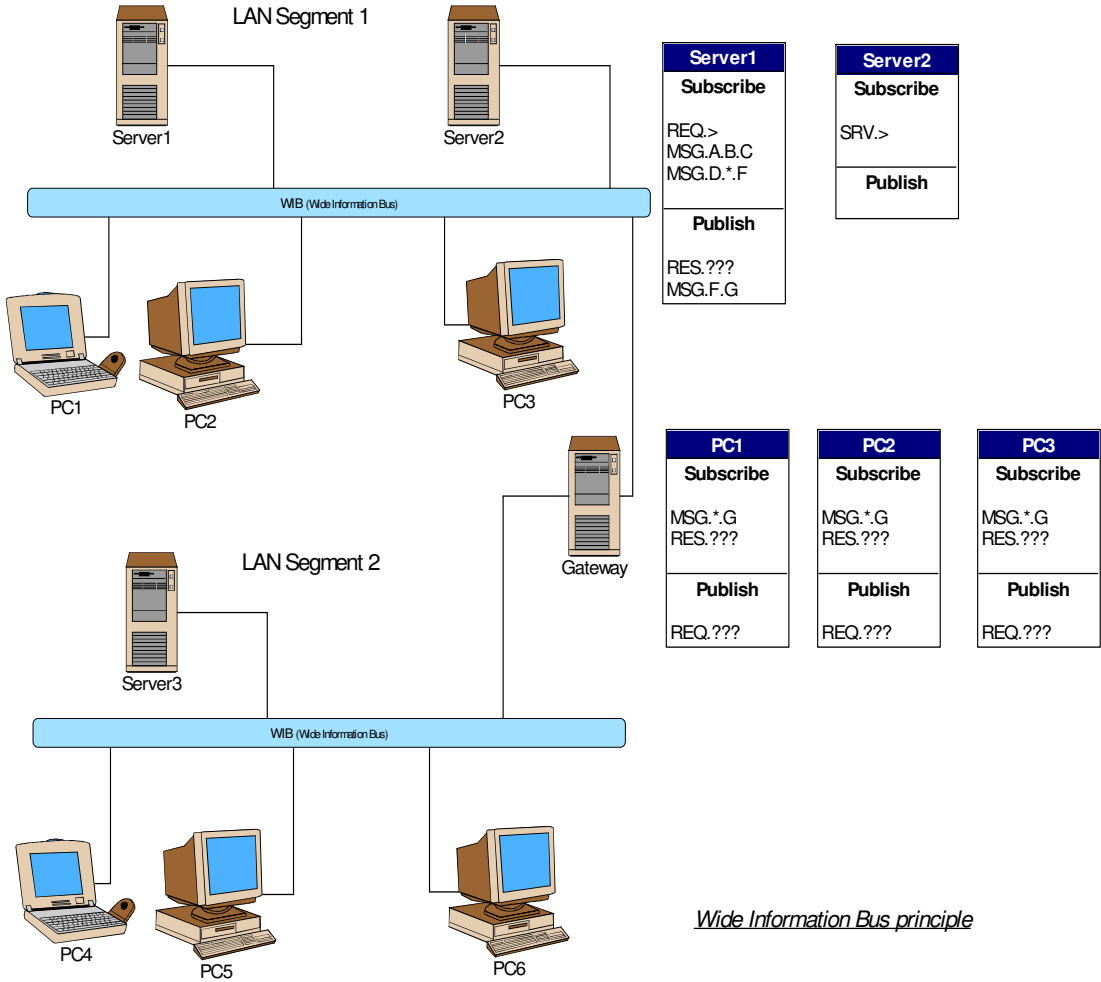 LAN Segment 1
Server1
Server2
WIB (Wide Information Bus)
PC1
PC2
PC3
Gateway
Server1
Subscribe
REQ.>
MSG.A.B.C
MSG.D.*.F
Publish
RES.???
MSG.F.G
Server2
Subscribe
SRV.>
Publish
PC1
Subscribe
MSG.*.G
RES.???
Publish
REQ.???
PC2
Subscribe
MSG.*.G
RES.???
Publish
REQ.???
PC3
Subscribe
MSG.*.G
RES.???
Publish
REQ.???
LAN Segment 2
Server3
WIB (Wide Information Bus)
PC4
PC5
PC6
Wide Information Bus principle